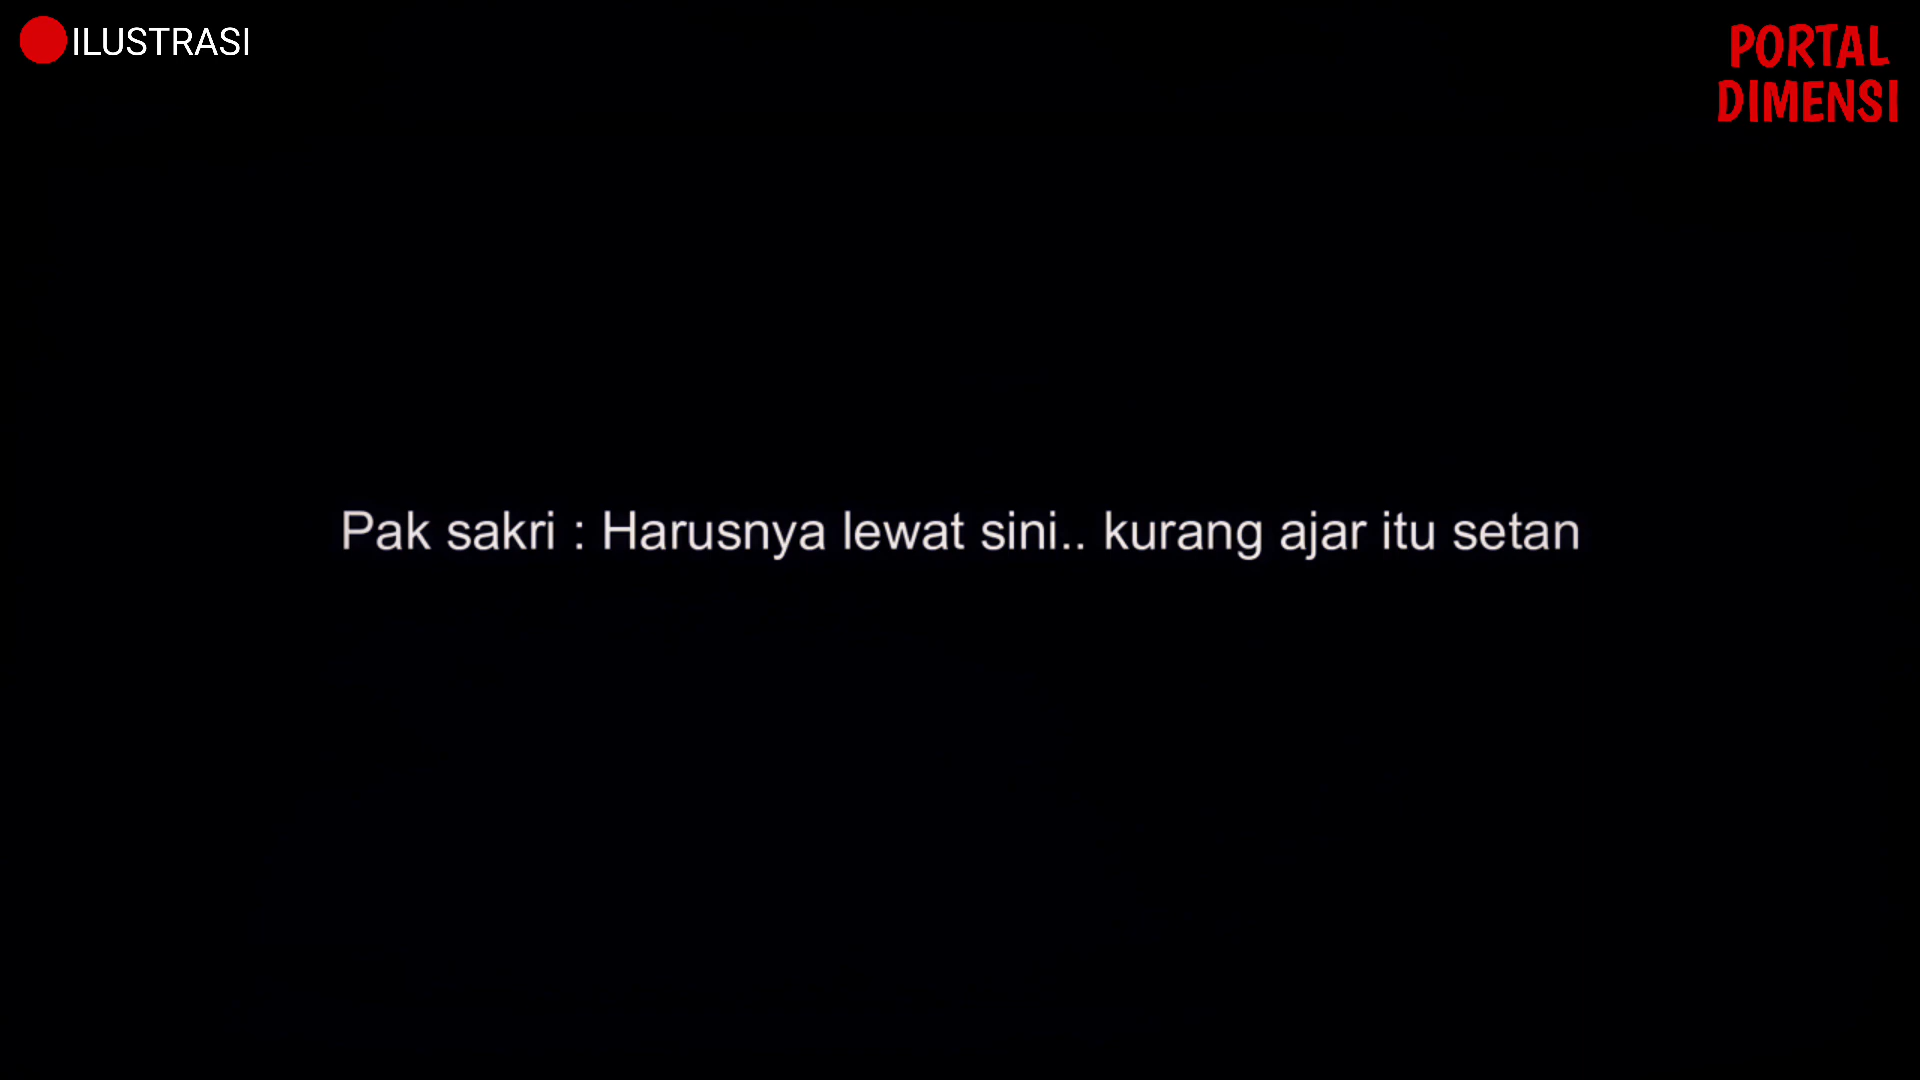 ILUSTRASI
PORTAL
DIMENSI
Pak sakri : Harusnya lewat sini.. kurang ajar itu setan